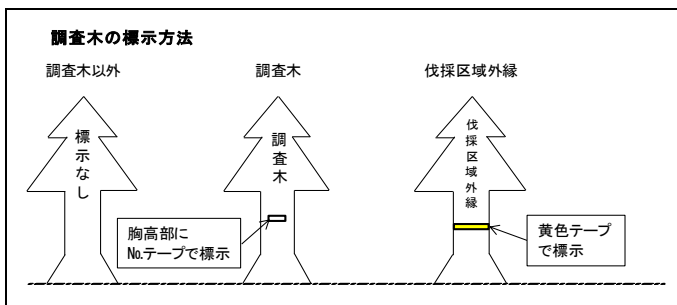 調査木の標示方法
調査木以外
調査木
伐採区域外縁
標示なし
調査木
伐採区域外縁
胸高部に
No.テープで標示
黄色テープ
で標示